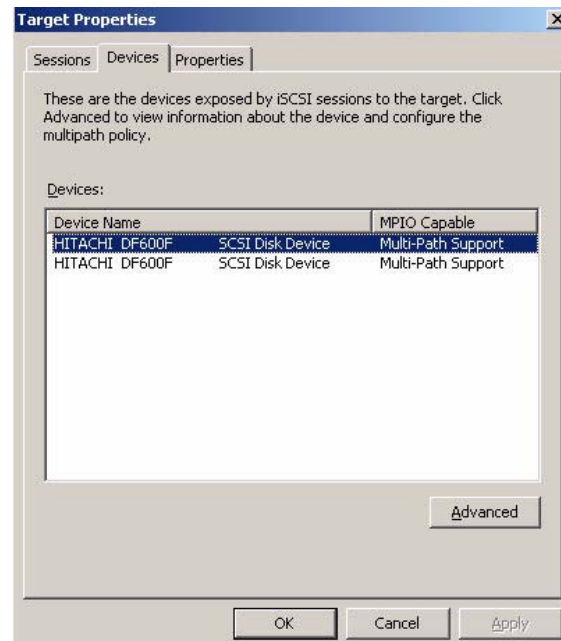 Target Properties
Sessions Devices Properties
These are the devices exposed by iSCSI sessions to the target. Click
Advanced to view information about the device and configure the
multipath policy.
Devices:
Device Name MPIO Capable
HITACHI DF600F SCSI Disk Device Multi-Path Support
HITACHI DF600F SCSI Disk Device Multi-Path Support
Advanced
OK Cancel Apply